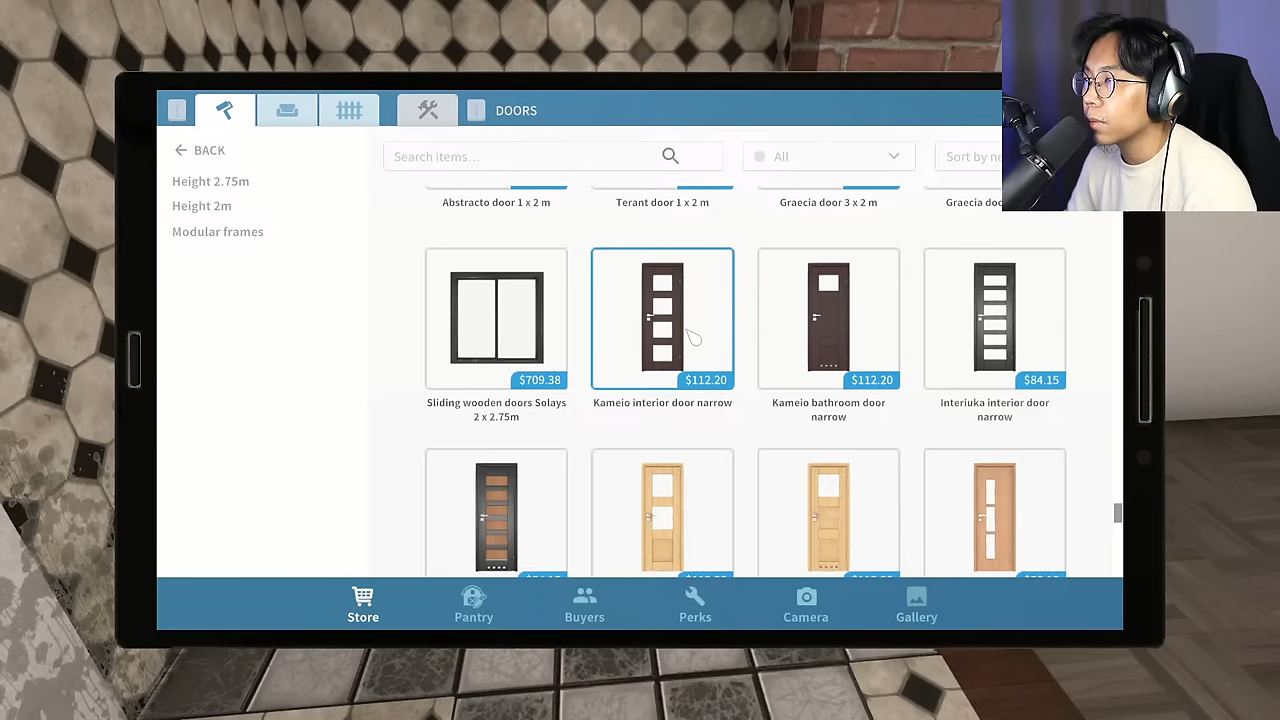 DOORS
BACK
Search items...
All
Height 2.75m
Height 2m
Modular frames
Abstracto door 1 x 2 m
Terant door 1 x 2 m
Graecia door 3 x 2 m
$709.38
$112.20
$112.20
$84.15
Sliding wooden doors Solays
2 x 2.75m
Kameio interior door narrow
Kameio bathroom door
narrow
Interiuka interior door
narrow
Store
Pantry
Buyers
Perks
Camera
Gallery